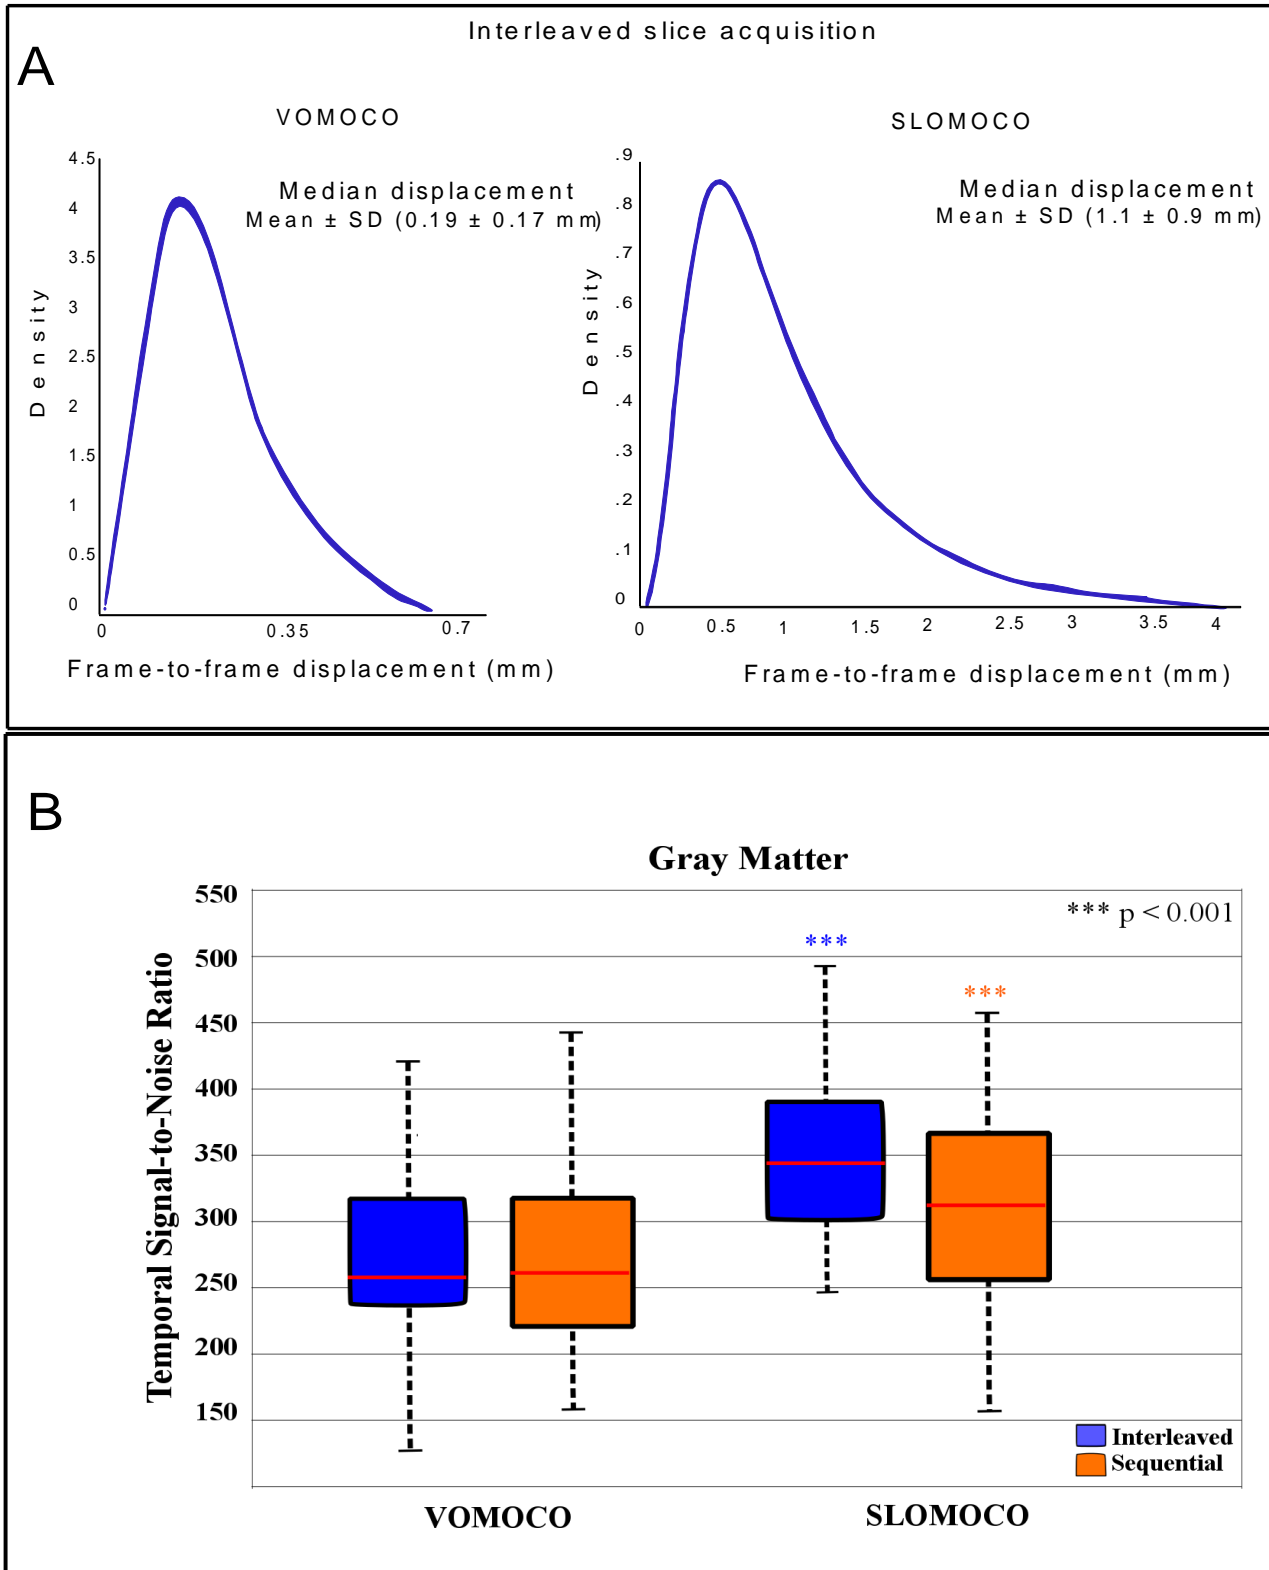 Interleaved slice acquisition
A
VOMOCO
Median displacement
Mean ± SD (0.19 ± 0.17 mm)
Density
4.5
4
3.5
3
2.5
2
1.5
1
0.5
0
0 0.35 0.7
Frame-to-frame displacement (mm)
SLOMOCO
Median displacement
Mean ± SD (1.1 ± 0.9 mm)
Density
.9
.8
.7
.6
.5
.4
.3
.2
.1
0
0 0.5 1 1.5 2 2.5 3 3.5 4
Frame-to-frame displacement (mm)
B
Gray Matter
*** p < 0.001
Temporal Signal-to-Noise Ratio
550
500
450
400
350
300
250
200
150
***
***
Interleaved
Sequential
VOMOCO SLOMOCO